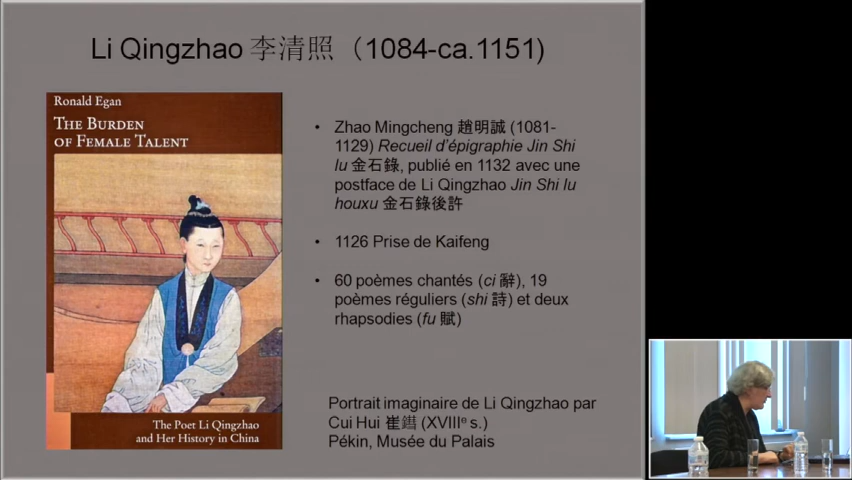 Li Qingzhao 李清照（1084-ca.1151)
Ronald Egan
THE BURDEN
OF FEMALE TALENT
The Poet Li Qingzhao
and Her History in China
• Zhao Mingcheng 趙明誠 (1081-
1129) Recueil d'épigraphie Jin Shi
lu 金石錄, publié en 1132 avec une
postface de Li Qingzhao Jin Shi lu
houxu 金石錄後許
• 1126 Prise de Kaifeng
• 60 poèmes chantés (ci 辭), 19
poèmes réguliers (shi 詩) et deux
rhapsodies (fu 賦)
Portrait imaginaire de Li Qingzhao par
Cui Hui 崔 (XVIIIe s.)
Pékin, Musée du Palais